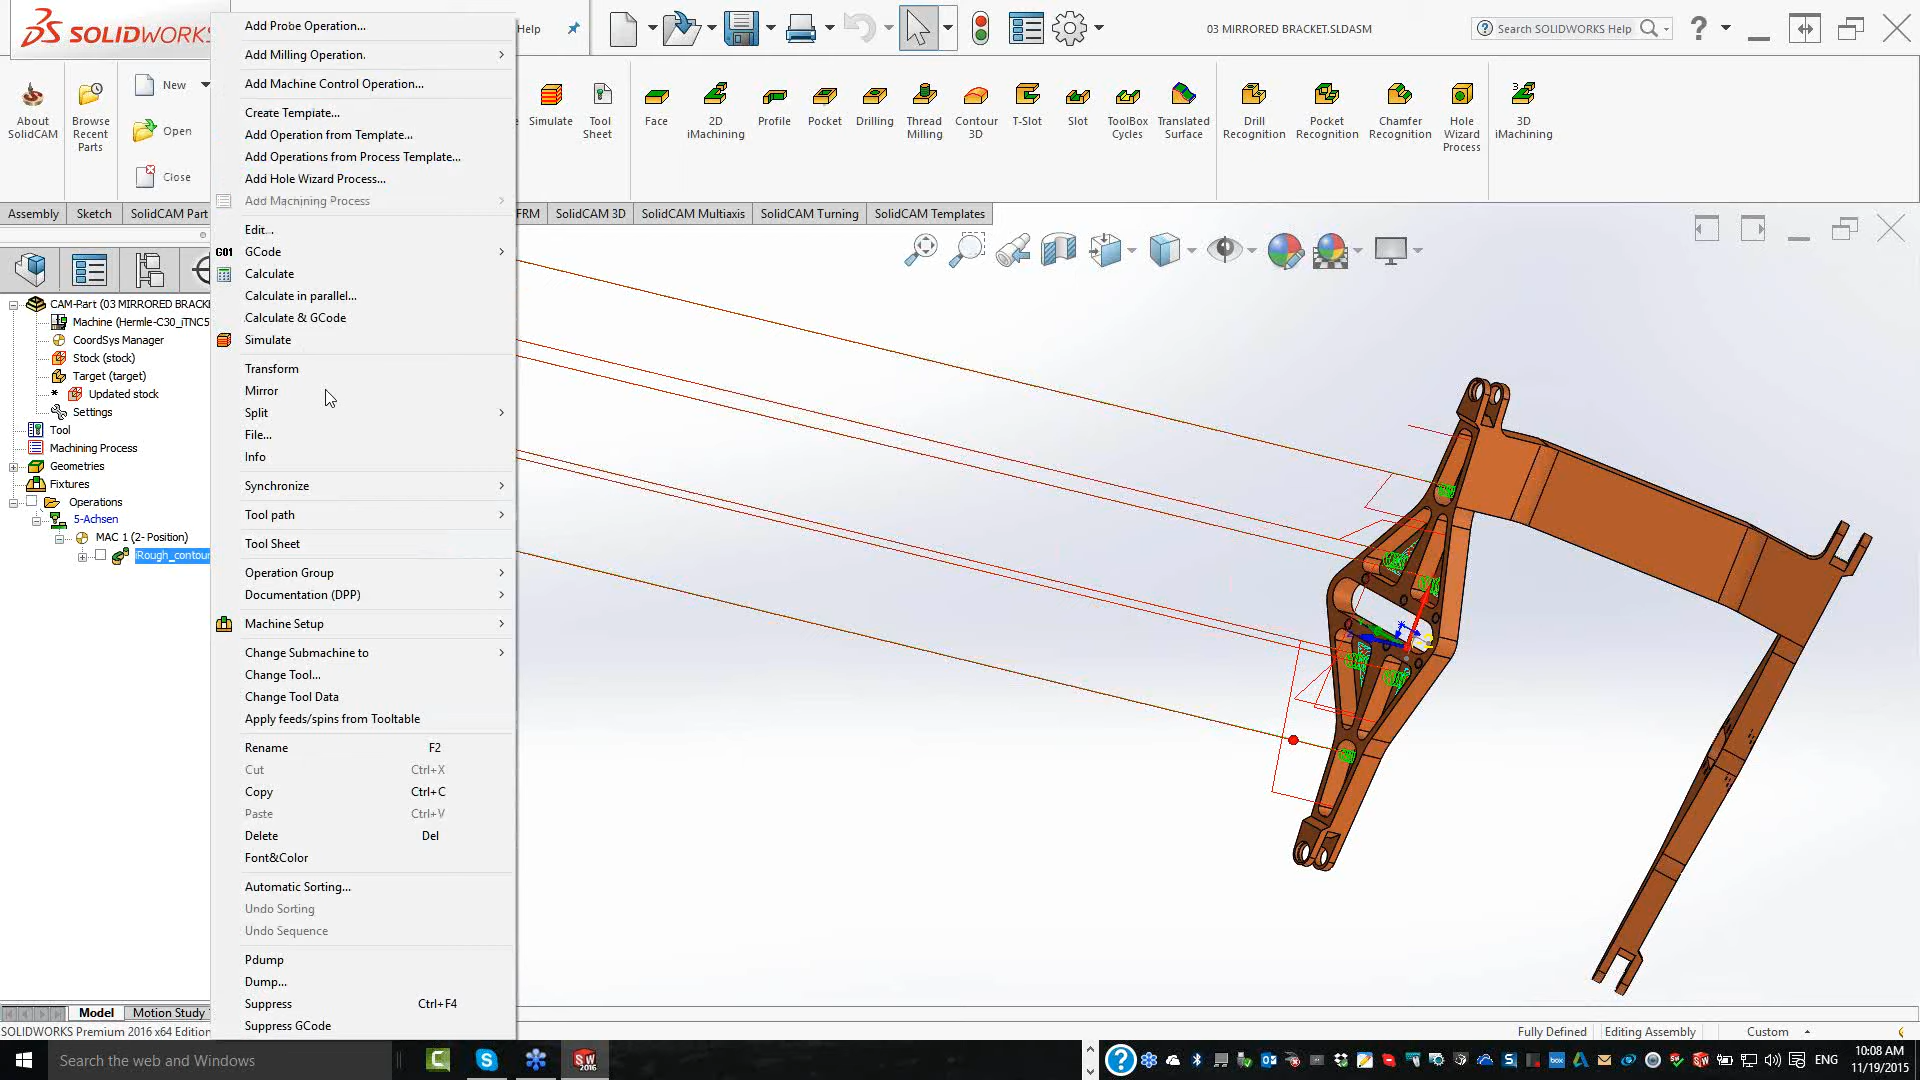 SOLIDWORKS
Help
03 MIRRORED BRACKET.SLDASM
Search SOLIDWORKS Help
About SolidCAM
Browse Recent Parts
New
Open
Close
Simulate
Tool Sheet
Face
2D iMachining
Profile
Pocket
Drilling
Thread Milling
Contour 3D
T-Slot
Slot
ToolBox Cycles
Translated Surface
Drill Recognition
Pocket Recognition
Chamfer Recognition
Hole Wizard Process
3D iMachining
Assembly
Sketch
SolidCAM Part
FRM
SolidCAM 3D
SolidCAM Multiaxis
SolidCAM Turning
SolidCAM Templates
CAM-Part (03 MIRRORED BRACKE
Machine (Hermle-C30_iTNC5
CoordSys Manager
Stock (stock)
Target (target)
* Updated stock
Settings
Tool
Machining Process
Geometries
Fixtures
Operations
5-Achsen
MAC 1 (2- Position)
iRough_contour
Add Probe Operation...
Add Milling Operation.
Add Machine Control Operation...
Create Template...
Add Operation from Template...
Add Operations from Process Template...
Add Hole Wizard Process...
Add Machining Process
Edit...
G01 GCode
Calculate
Calculate in parallel...
Calculate & GCode
Simulate
Transform
Mirror
Split
File...
Info
Synchronize
Tool path
Tool Sheet
Operation Group
Documentation (DPP)
Machine Setup
Change Submachine to
Change Tool...
Change Tool Data
Apply feeds/spins from Tooltable
Rename F2
Cut Ctrl+X
Copy Ctrl+C
Paste Ctrl+V
Delete Del
Font&Color
Automatic Sorting...
Undo Sorting
Undo Sequence
Pdump
Dump...
Suppress Ctrl+F4
Suppress GCode
Model
Motion Study
SOLIDWORKS Premium 2016 x64 Edition
Fully Defined
Editing Assembly
Custom
Search the web and Windows
SW 2016
ENG
10:08 AM
11/19/2015